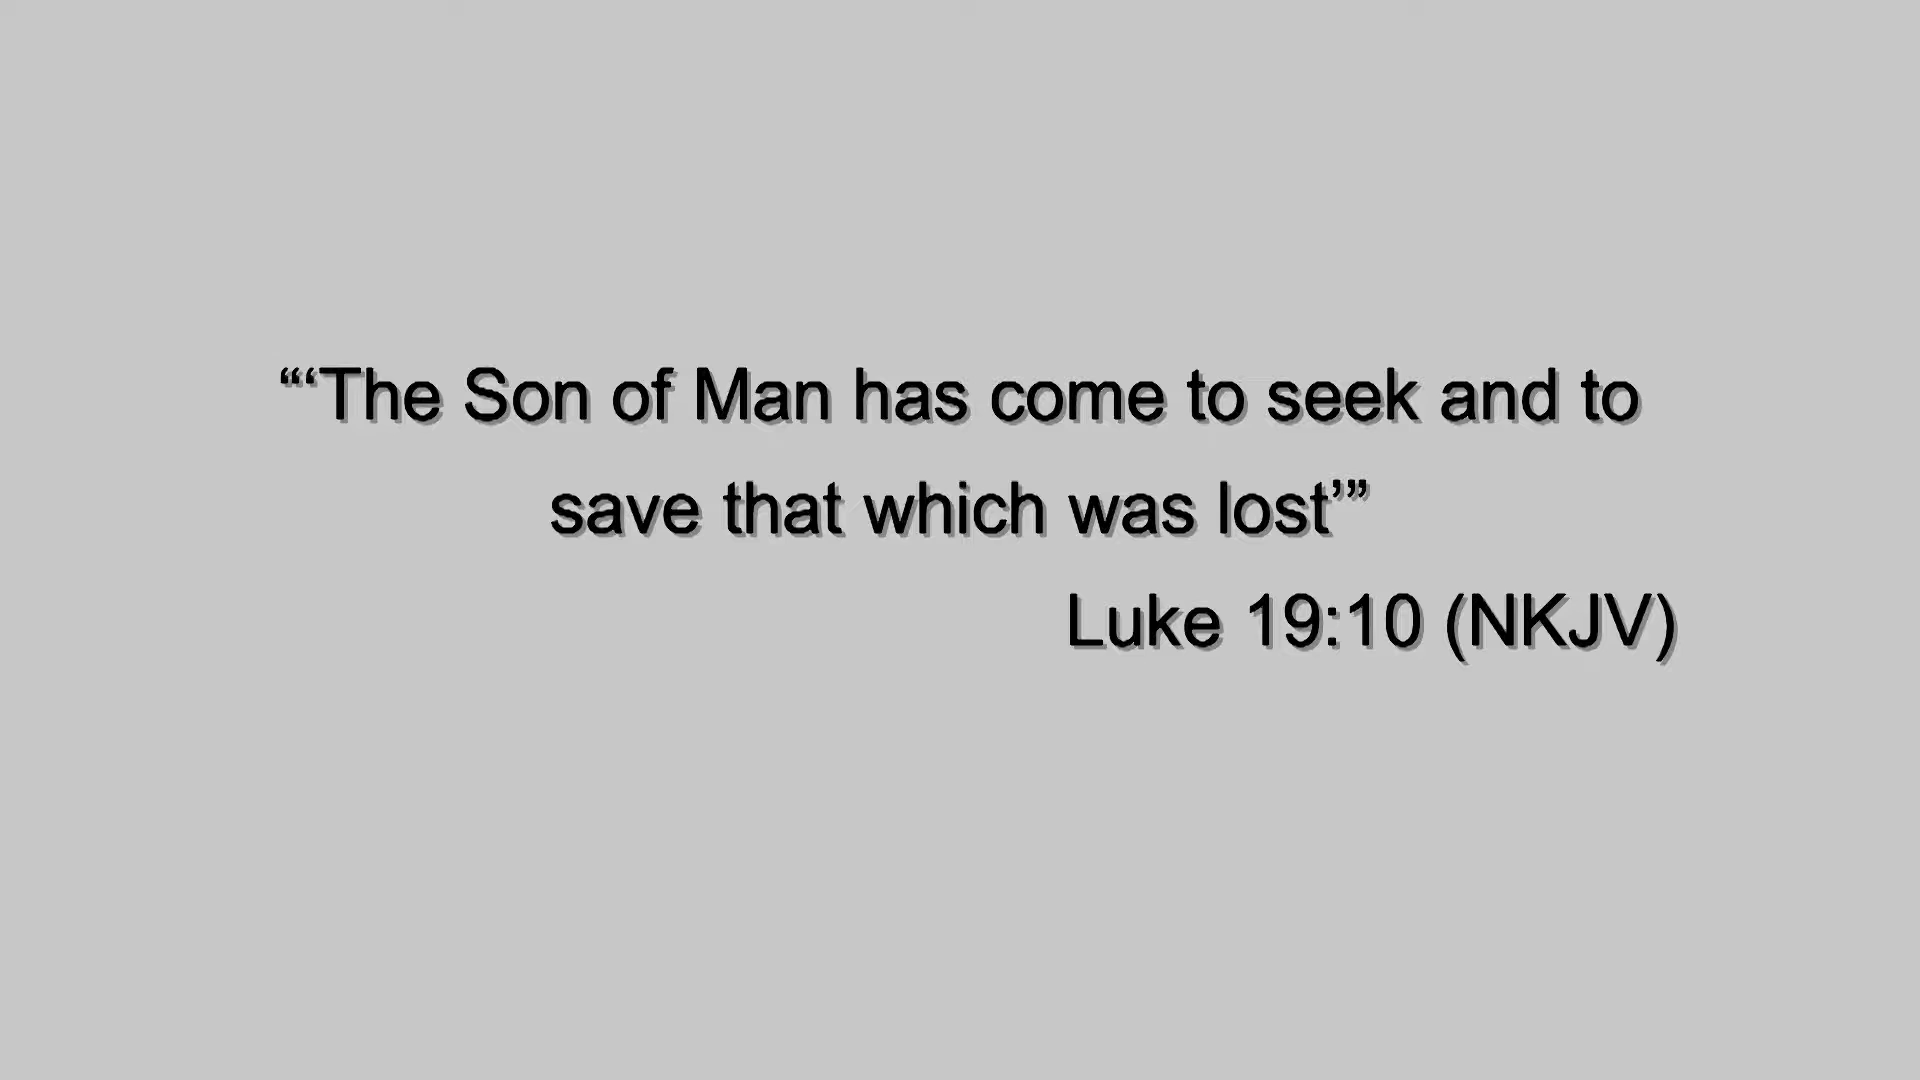 “‘The Son of Man has come to seek and to
save that which was lost’”
Luke 19:10 (NKJV)